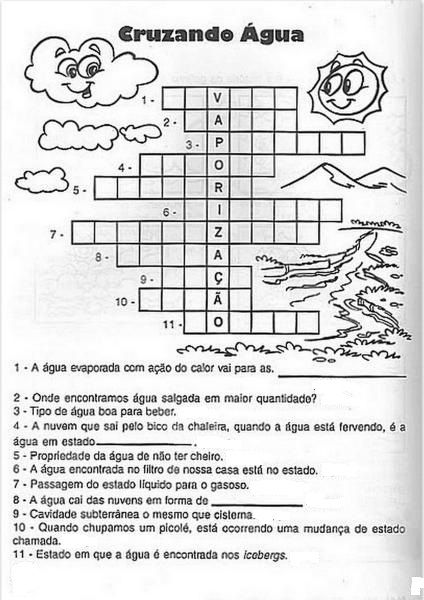 Cruzando Água
1 - V
2 - A
3 - P
4 - O
5 - R
6 - I
7 - Z
8 - A
9 - Ç
10 - Ã
11 - O
1 - A água evaporada com ação do calor vai para as. ____________
2 - Onde encontramos água salgada em maior quantidade?
3 - Tipo de água boa para beber.
4 - A nuvem que sai pelo bico da chaleira, quando a água está fervendo, é a
água em estado____________ .
5 - Propriedade da água de não ter cheiro.
6 - A água encontrada no filtro de nossa casa está no estado.
7 - Passagem do estado líquido para o gasoso.
8 - A água cai das nuvens em forma de ____________
9 - Cavidade subterrânea o mesmo que cisterna.
10 - Quando chupamos um picolé, está ocorrendo uma mudança de estado
chamada.
11 - Estado em que a água é encontrada nos icebergs.